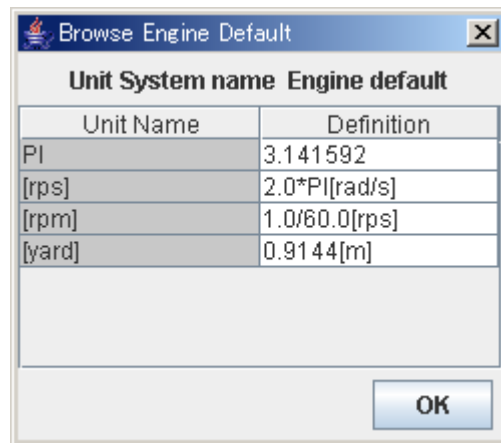 Browse Engine Default
Unit System name Engine default
Unit Name Definition
PI 3.141592
[rps] 2.0*PI[rad/s]
[rpm] 1.0/60.0[rps]
[yard] 0.9144[m]
OK